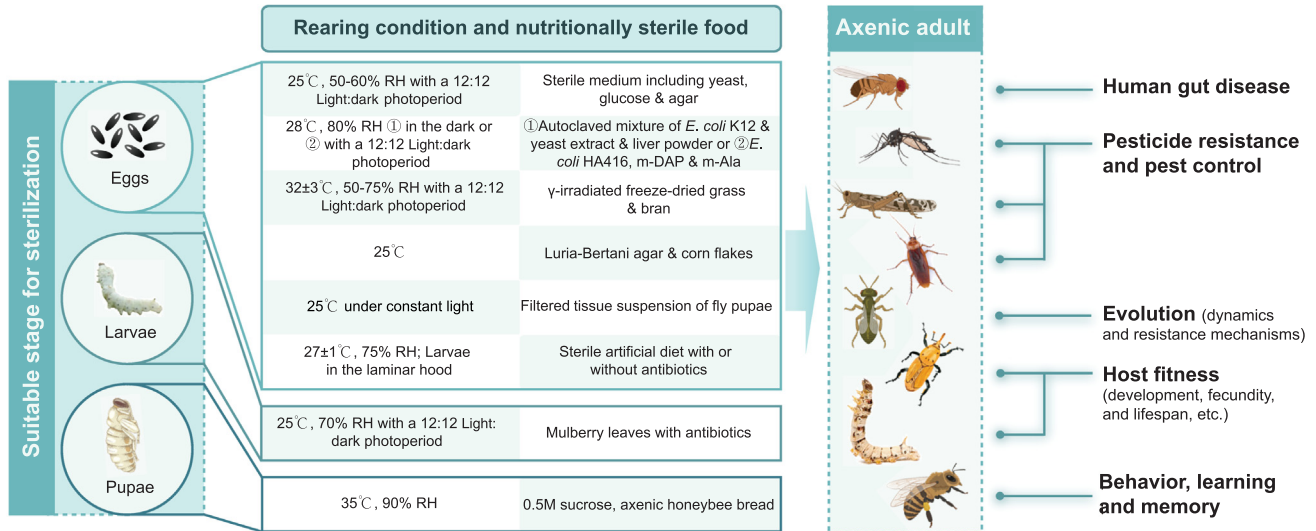 Rearing condition and nutritionally sterile food
Axenic adult
Suitable stage for sterilization
Eggs
Larvae
Pupae
25℃, 50-60% RH with a 12:12
Light:dark photoperiod
Sterile medium including yeast,
glucose & agar
28℃, 80% RH ① in the dark or
② with a 12:12 Light:dark
photoperiod
①Autoclaved mixture of E. coli K12 &
yeast extract & liver powder or ②E.
coli HA416, m-DAP & m-Ala
32±3℃, 50-75% RH with a 12:12
Light:dark photoperiod
γ-irradiated freeze-dried grass
& bran
25℃
Luria-Bertani agar & corn flakes
25℃ under constant light
Filtered tissue suspension of fly pupae
27±1℃, 75% RH; Larvae
in the laminar hood
Sterile artificial diet with or
without antibiotics
25℃, 70% RH with a 12:12 Light:
dark photoperiod
Mulberry leaves with antibiotics
35℃, 90% RH
0.5M sucrose, axenic honeybee bread
Human gut disease
Pesticide resistance
and pest control
Evolution (dynamics
and resistance mechanisms)
Host fitness
(development, fecundity,
and lifespan, etc.)
Behavior, learning
and memory